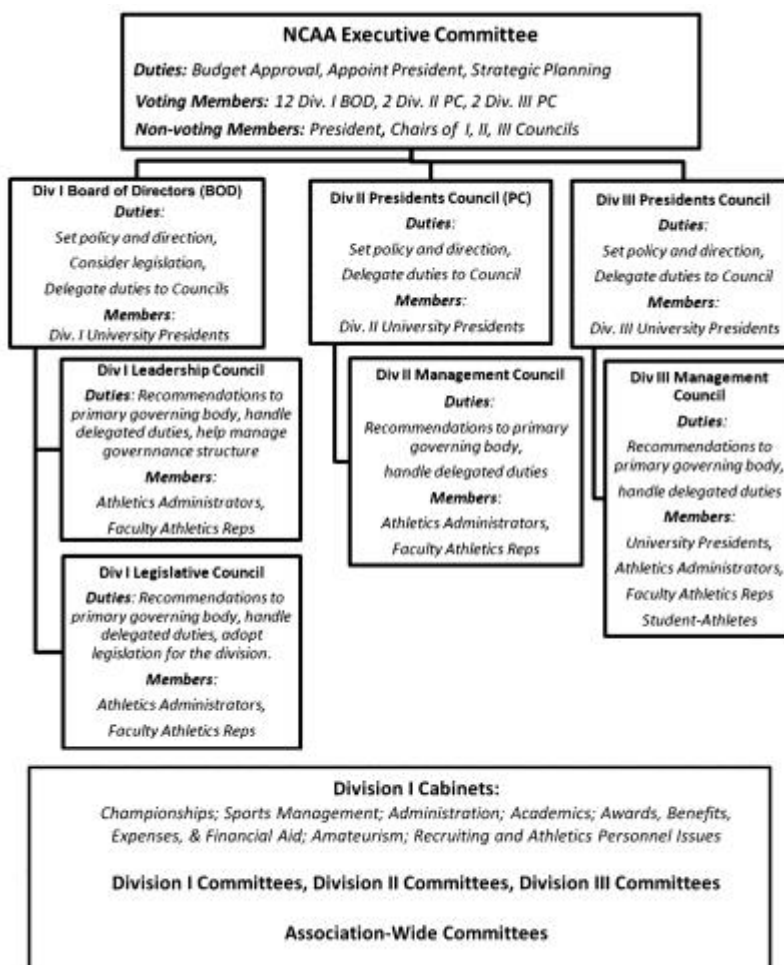 NCAA Executive Committee
Duties: Budget Approval, Appoint President, Strategic Planning
Voting Members: 12 Div. I BOD, 2 Div. II PC, 2 Div. III PC
Non-voting Members: President, Chairs of I, II, III Councils
Div I Board of Directors (BOD)
Duties:
Set policy and direction,
Consider legislation,
Delegate duties to Councils
Members:
Div. I University Presidents
Div II Presidents Council (PC)
Duties:
Set policy and direction,
Delegate duties to Council
Members:
Div. II University Presidents
Div III Presidents Council
Duties:
Set policy and direction,
Delegate duties to Council
Members:
Div. III University Presidents
Div I Leadership Council
Duties: Recommendations to
primary governing body, handle
delegated duties, help manage
governnance structure
Members:
Athletics Administrators,
Faculty Athletics Reps
Div II Management Council
Duties:
Recommendations to primary
governing body,
handle delegated duties
Members:
Athletics Administrators,
Faculty Athletics Reps
Div III Management
Council
Duties:
Recommendations to
primary governing body,
handle delegated duties
Members:
University Presidents,
Athletics Administrators,
Faculty Athletics Reps
Student-Athletes
Div I Legislative Council
Duties: Recommendations to
primary governing body, handle
delegated duties, adopt
legislation for the division.
Members:
Athletics Administrators,
Faculty Athletics Reps
Division I Cabinets:
Championships; Sports Management; Administration; Academics; Awards, Benefits,
Expenses, & Financial Aid; Amateurism; Recruiting and Athletics Personnel Issues
Division I Committees, Division II Committees, Division III Committees
Association-Wide Committees